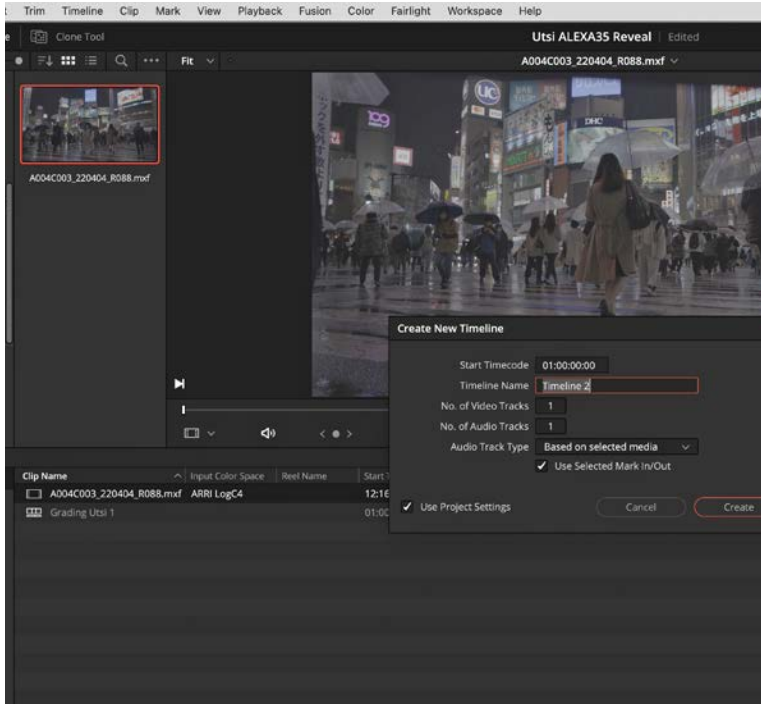 Trim Timeline Clip Mark View Playback Fusion Color Fairlight Workspace Help
Clone Tool
Utsi ALEXA35 Reveal Edited
Fit
A004C003_220404_R088.mxf
A004C003_220404_R088.mxf
UC
109
DHC
Create New Timeline
Start Timecode 01:00:00:00
Timeline Name Timeline 2
No. of Video Tracks 1
No. of Audio Tracks 1
Audio Track Type Based on selected media
Use Selected Mark In/Out
Use Project Settings Cancel Create
Clip Name Input Color Space Reel Name Start
A004C003_220404_R088.mxf ARRI LogC4 12:16
Grading Utsi 1 01:00